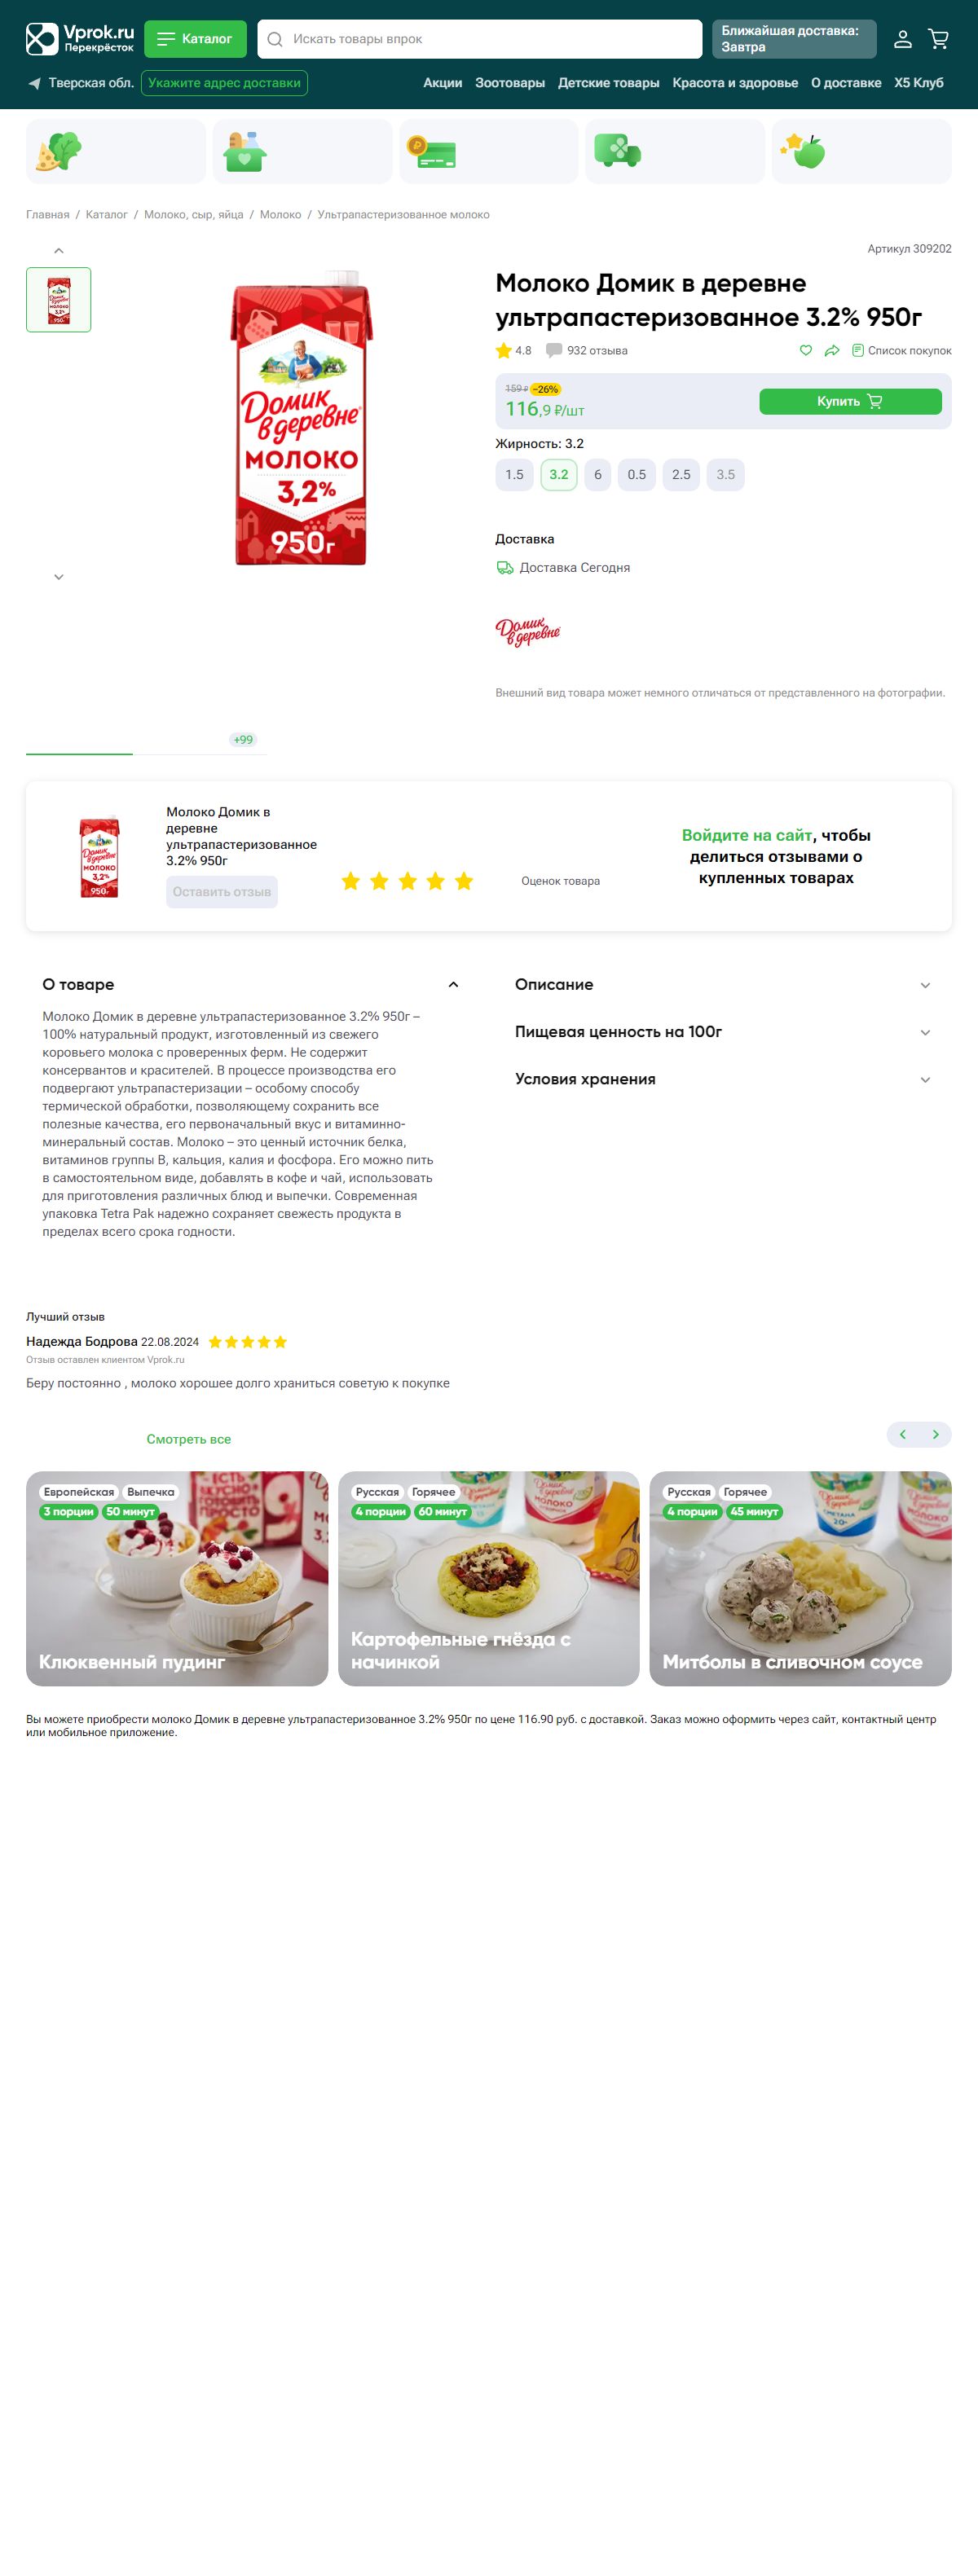 Vprok.ru
Перекрёсток
Каталог
Искать товары впрок
Ближайшая доставка:
Завтра
Тверская обл.
Укажите адрес доставки
Акции
Зоотовары
Детские товары
Красота и здоровье
О доставке
Х5 Клуб
Главная / Каталог / Молоко, сыр, яйца / Молоко / Ультрапастеризованное молоко
Артикул 309202
Домик
в деревне
МОЛОКО
3,2%
950г
Молоко Домик в деревне
ультрапастеризованное 3.2% 950г
4.8
932 отзыва
Список покупок
159 ₽ −26%
116,9 ₽/шт
Купить
Жирность: 3.2
1.5
3.2
6
0.5
2.5
3.5
Доставка
Доставка Сегодня
Домик
в деревне
Внешний вид товара может немного отличаться от представленного на фотографии.
+99
Домик
в деревне
МОЛОКО
3,2%
950г
Молоко Домик в
деревне
ультрапастеризованное
3.2% 950г
Оставить отзыв
Оценок товара
Войдите на сайт, чтобы
делиться отзывами о
купленных товарах
О товаре
Молоко Домик в деревне ультрапастеризованное 3.2% 950г –
100% натуральный продукт, изготовленный из свежего
коровьего молока с проверенных ферм. Не содержит
консервантов и красителей. В процессе производства его
подвергают ультрапастеризации – особому способу
термической обработки, позволяющему сохранить все
полезные качества, его первоначальный вкус и витаминно-
минеральный состав. Молоко – это ценный источник белка,
витаминов группы В, кальция, калия и фосфора. Его можно пить
в самостоятельном виде, добавлять в кофе и чай, использовать
для приготовления различных блюд и выпечки. Современная
упаковка Tetra Pak надежно сохраняет свежесть продукта в
пределах всего срока годности.
Описание
Пищевая ценность на 100г
Условия хранения
Лучший отзыв
Надежда Бодрова 22.08.2024
Отзыв оставлен клиентом Vprok.ru
Беру постоянно , молоко хорошее долго храниться советую к покупке
Смотреть все
Европейская
Выпечка
3 порции
50 минут
Клюквенный пудинг
Русская
Горячее
4 порции
60 минут
Картофельные гнёзда с
начинкой
Русская
Горячее
4 порции
45 минут
Митболы в сливочном соусе
Вы можете приобрести молоко Домик в деревне ультрапастеризованное 3.2% 950г по цене 116.90 руб. с доставкой. Заказ можно оформить через сайт, контактный центр
или мобильное приложение.